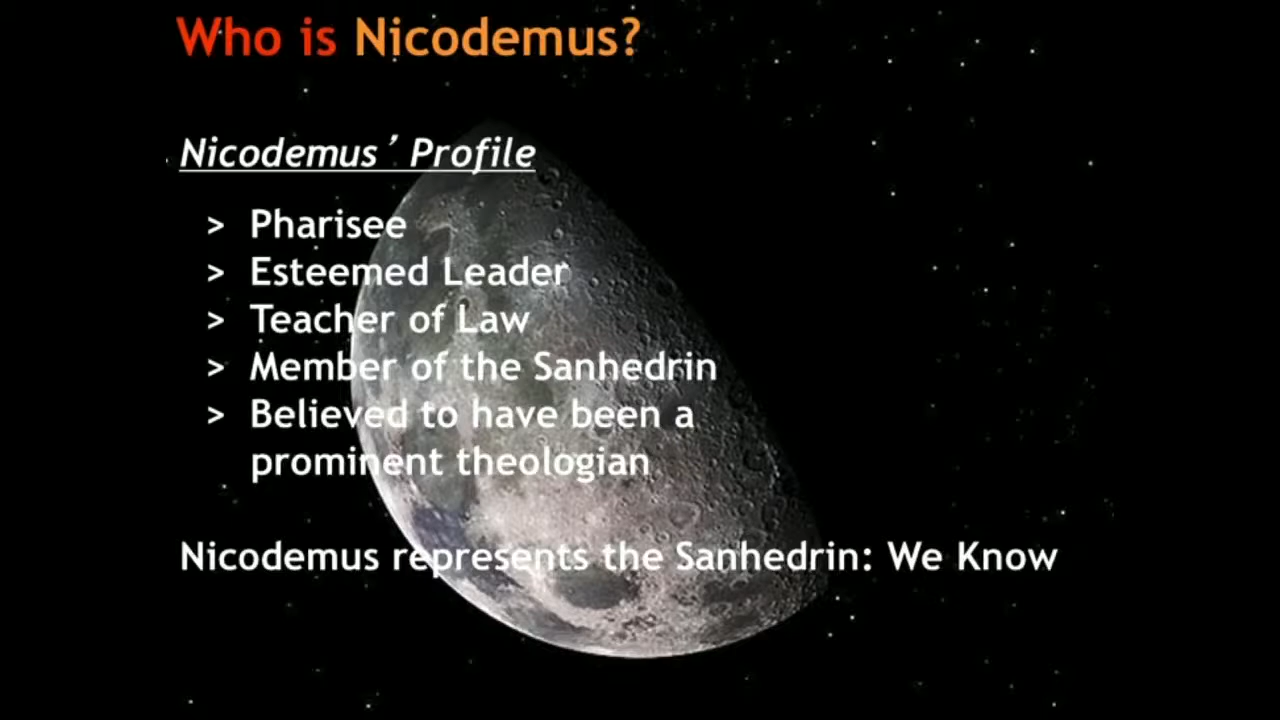 Who is Nicodemus?
Nicodemus’ Profile
> Pharisee
> Esteemed Leader
> Teacher of Law
> Member of the Sanhedrin
> Believed to have been a
prominent theologian
Nicodemus represents the Sanhedrin: We Know